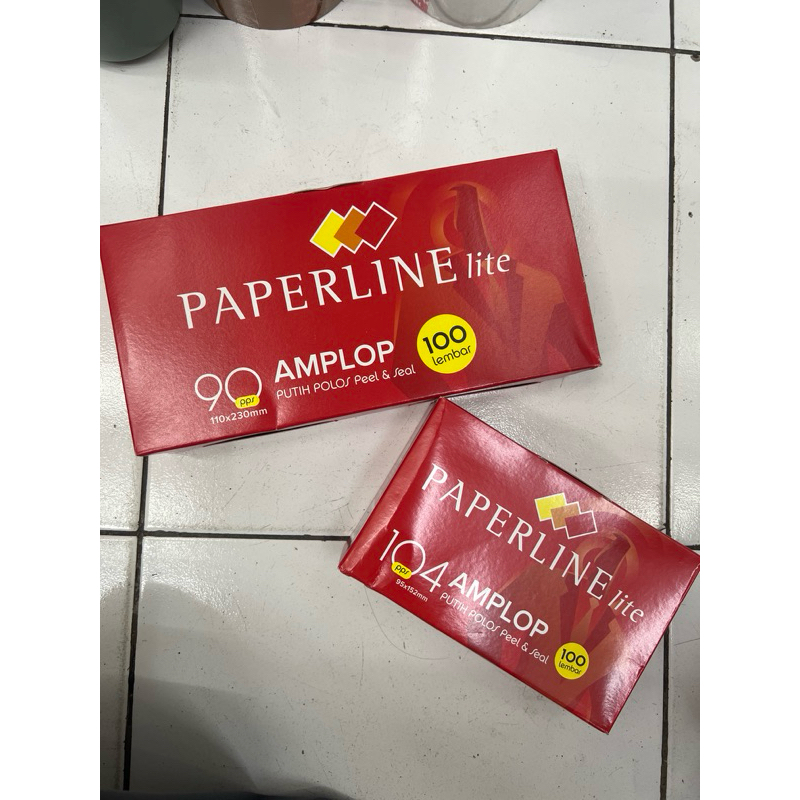 PAPERLINE lite
90 pps
AMPLOP
PUTIH POLOS Peel & Seal
100 lembar
110x230mm
PAPERLINE lite
104 pps
AMPLOP
PUTIH POLOS Peel & Seal
100 lembar
95x152mm